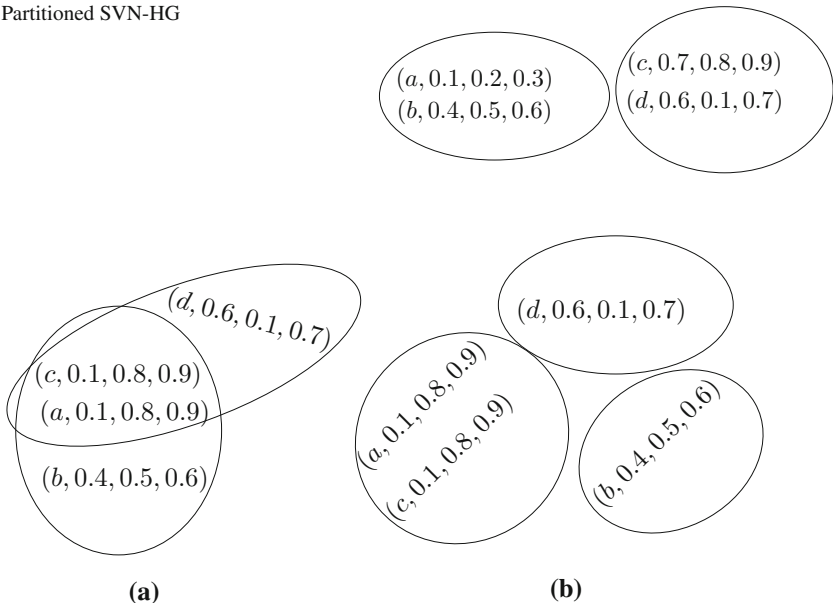 Partitioned SVN-HG
(a, 0.1, 0.2, 0.3)
(b, 0.4, 0.5, 0.6)
(c, 0.7, 0.8, 0.9)
(d, 0.6, 0.1, 0.7)
(d, 0.6, 0.1, 0.7)
(c, 0.1, 0.8, 0.9)
(a, 0.1, 0.8, 0.9)
(b, 0.4, 0.5, 0.6)
(a)
(d, 0.6, 0.1, 0.7)
(a, 0.1, 0.8, 0.9)
(c, 0.1, 0.8, 0.9)
(b, 0.4, 0.5, 0.6)
(b)